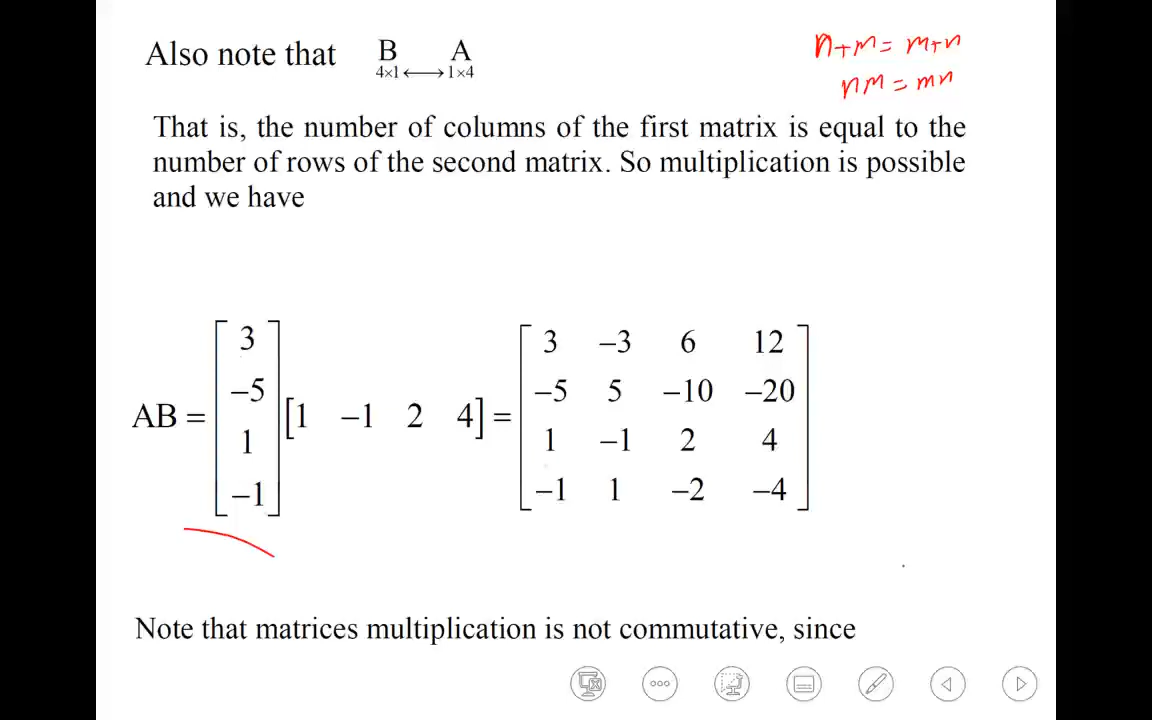 Also note that B A
4×1 ⟷ 1×4
n+m = m+n
nm = mn
That is, the number of columns of the first matrix is equal to the
number of rows of the second matrix. So multiplication is possible
and we have
AB = [3 −5 1 −1] [1 −1 2 4] = [3 −3 6 12
−5 5 −10 −20
1 −1 2 4
−1 1 −2 −4]
Note that matrices multiplication is not commutative, since